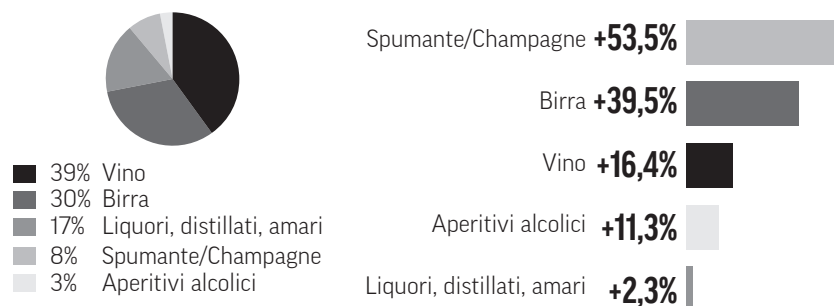 39% Vino
30% Birra
17% Liquori, distillati, amari
8% Spumante/Champagne
3% Aperitivi alcolici
Spumante/Champagne +53,5%
Birra +39,5%
Vino +16,4%
Aperitivi alcolici +11,3%
Liquori, distillati, amari +2,3%